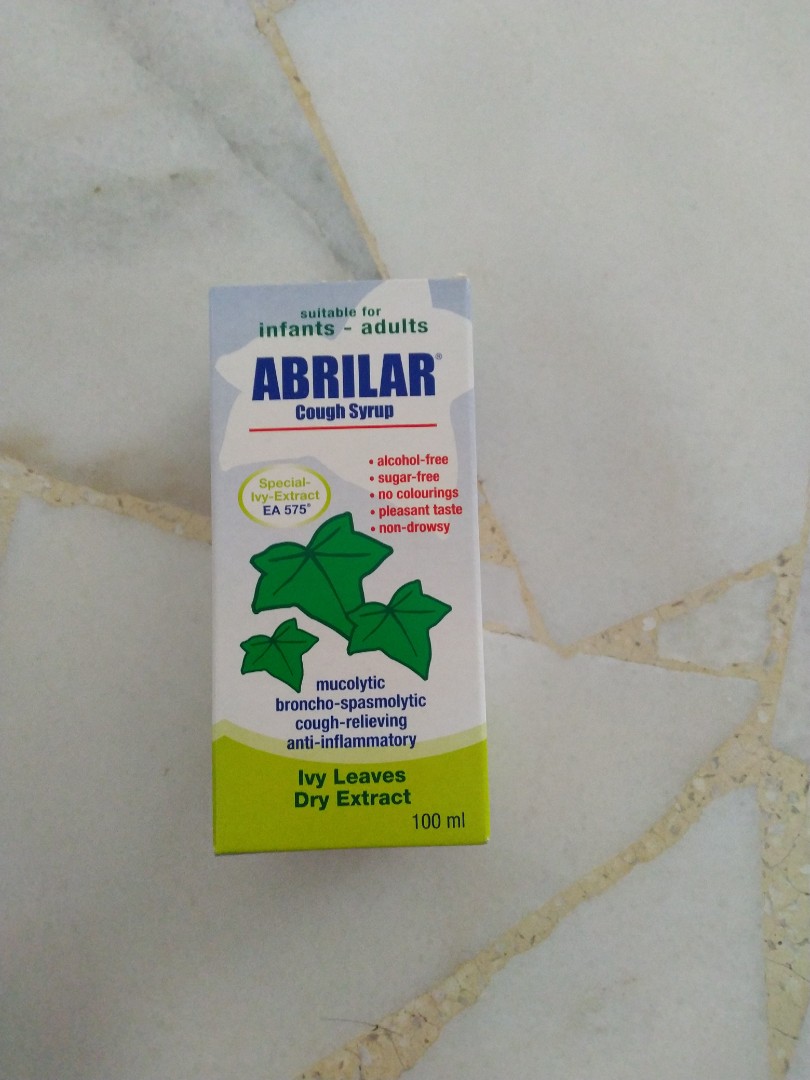 suitable for
infants - adults
ABRILAR®
Cough Syrup
• alcohol-free
• sugar-free
• no colourings
• pleasant taste
• non-drowsy
Special-
Ivy-Extract
EA 575®
mucolytic
broncho-spasmolytic
cough-relieving
anti-inflammatory
Ivy Leaves
Dry Extract
100 ml